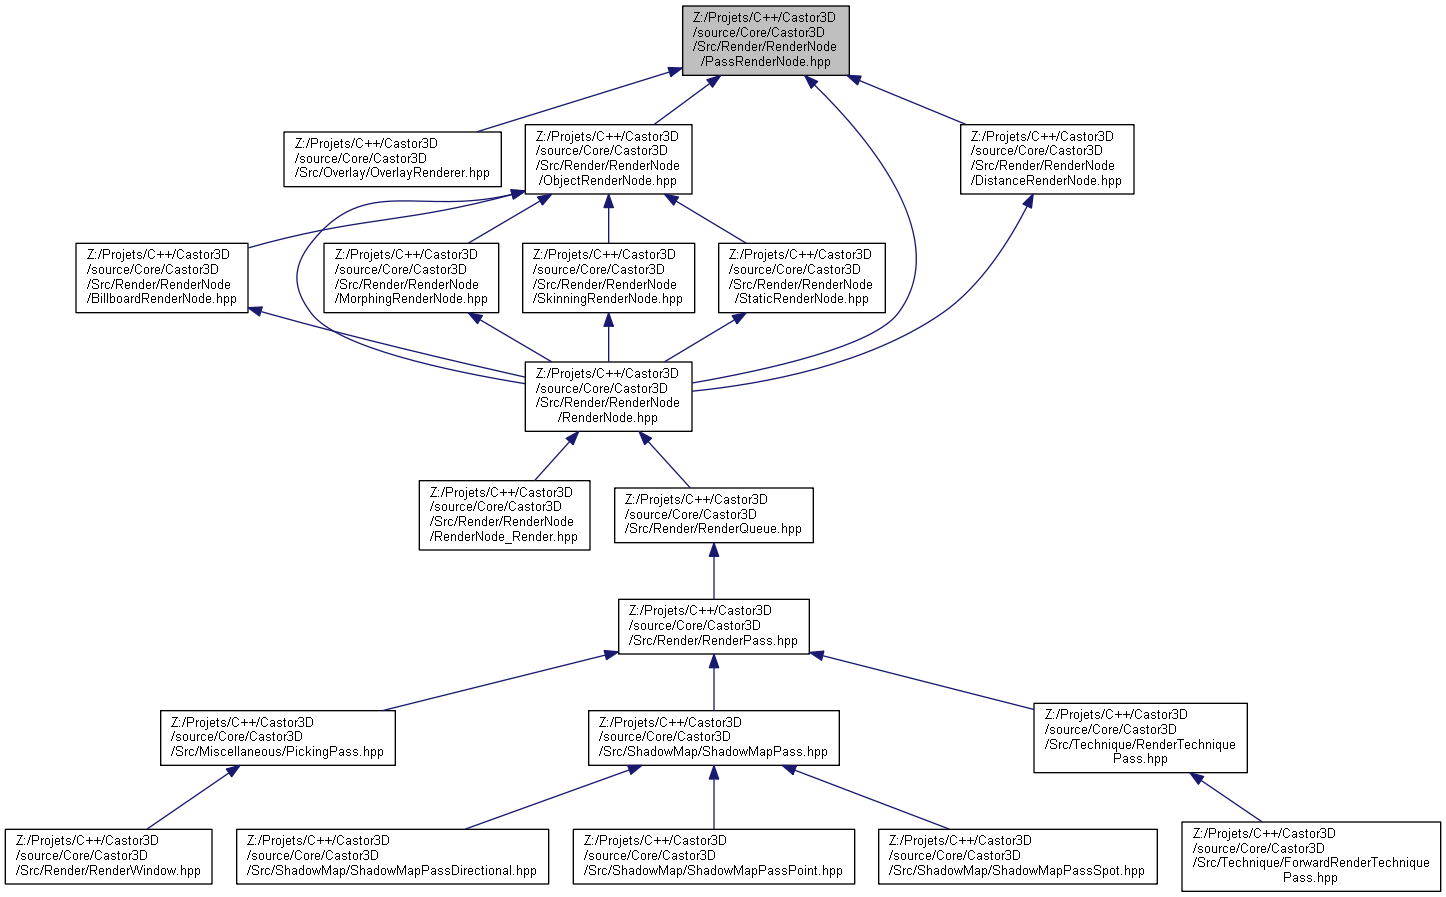 Z:/Projets/C++/Castor3D
/source/Core/Castor3D
/Src/Render/RenderNode
/PassRenderNode.hpp
Z:/Projets/C++/Castor3D
/source/Core/Castor3D
/Src/Overlay/OverlayRenderer.hpp
Z:/Projets/C++/Castor3D
/source/Core/Castor3D
/Src/Render/RenderNode
/ObjectRenderNode.hpp
Z:/Projets/C++/Castor3D
/source/Core/Castor3D
/Src/Render/RenderNode
/DistanceRenderNode.hpp
Z:/Projets/C++/Castor3D
/source/Core/Castor3D
/Src/Render/RenderNode
/BillboardRenderNode.hpp
Z:/Projets/C++/Castor3D
/source/Core/Castor3D
/Src/Render/RenderNode
/MorphingRenderNode.hpp
Z:/Projets/C++/Castor3D
/source/Core/Castor3D
/Src/Render/RenderNode
/SkinningRenderNode.hpp
Z:/Projets/C++/Castor3D
/source/Core/Castor3D
/Src/Render/RenderNode
/StaticRenderNode.hpp
Z:/Projets/C++/Castor3D
/source/Core/Castor3D
/Src/Render/RenderNode
/RenderNode.hpp
Z:/Projets/C++/Castor3D
/source/Core/Castor3D
/Src/Render/RenderNode
/RenderNode_Render.hpp
Z:/Projets/C++/Castor3D
/source/Core/Castor3D
/Src/Render/RenderQueue.hpp
Z:/Projets/C++/Castor3D
/source/Core/Castor3D
/Src/Render/RenderPass.hpp
Z:/Projets/C++/Castor3D
/source/Core/Castor3D
/Src/Miscellaneous/PickingPass.hpp
Z:/Projets/C++/Castor3D
/source/Core/Castor3D
/Src/ShadowMap/ShadowMapPass.hpp
Z:/Projets/C++/Castor3D
/source/Core/Castor3D
/Src/Technique/RenderTechnique
Pass.hpp
Z:/Projets/C++/Castor3D
/source/Core/Castor3D
/Src/Render/RenderWindow.hpp
Z:/Projets/C++/Castor3D
/source/Core/Castor3D
/Src/ShadowMap/ShadowMapPassDirectional.hpp
Z:/Projets/C++/Castor3D
/source/Core/Castor3D
/Src/ShadowMap/ShadowMapPassPoint.hpp
Z:/Projets/C++/Castor3D
/source/Core/Castor3D
/Src/ShadowMap/ShadowMapPassSpot.hpp
Z:/Projets/C++/Castor3D
/source/Core/Castor3D
/Src/Technique/ForwardRenderTechnique
Pass.hpp